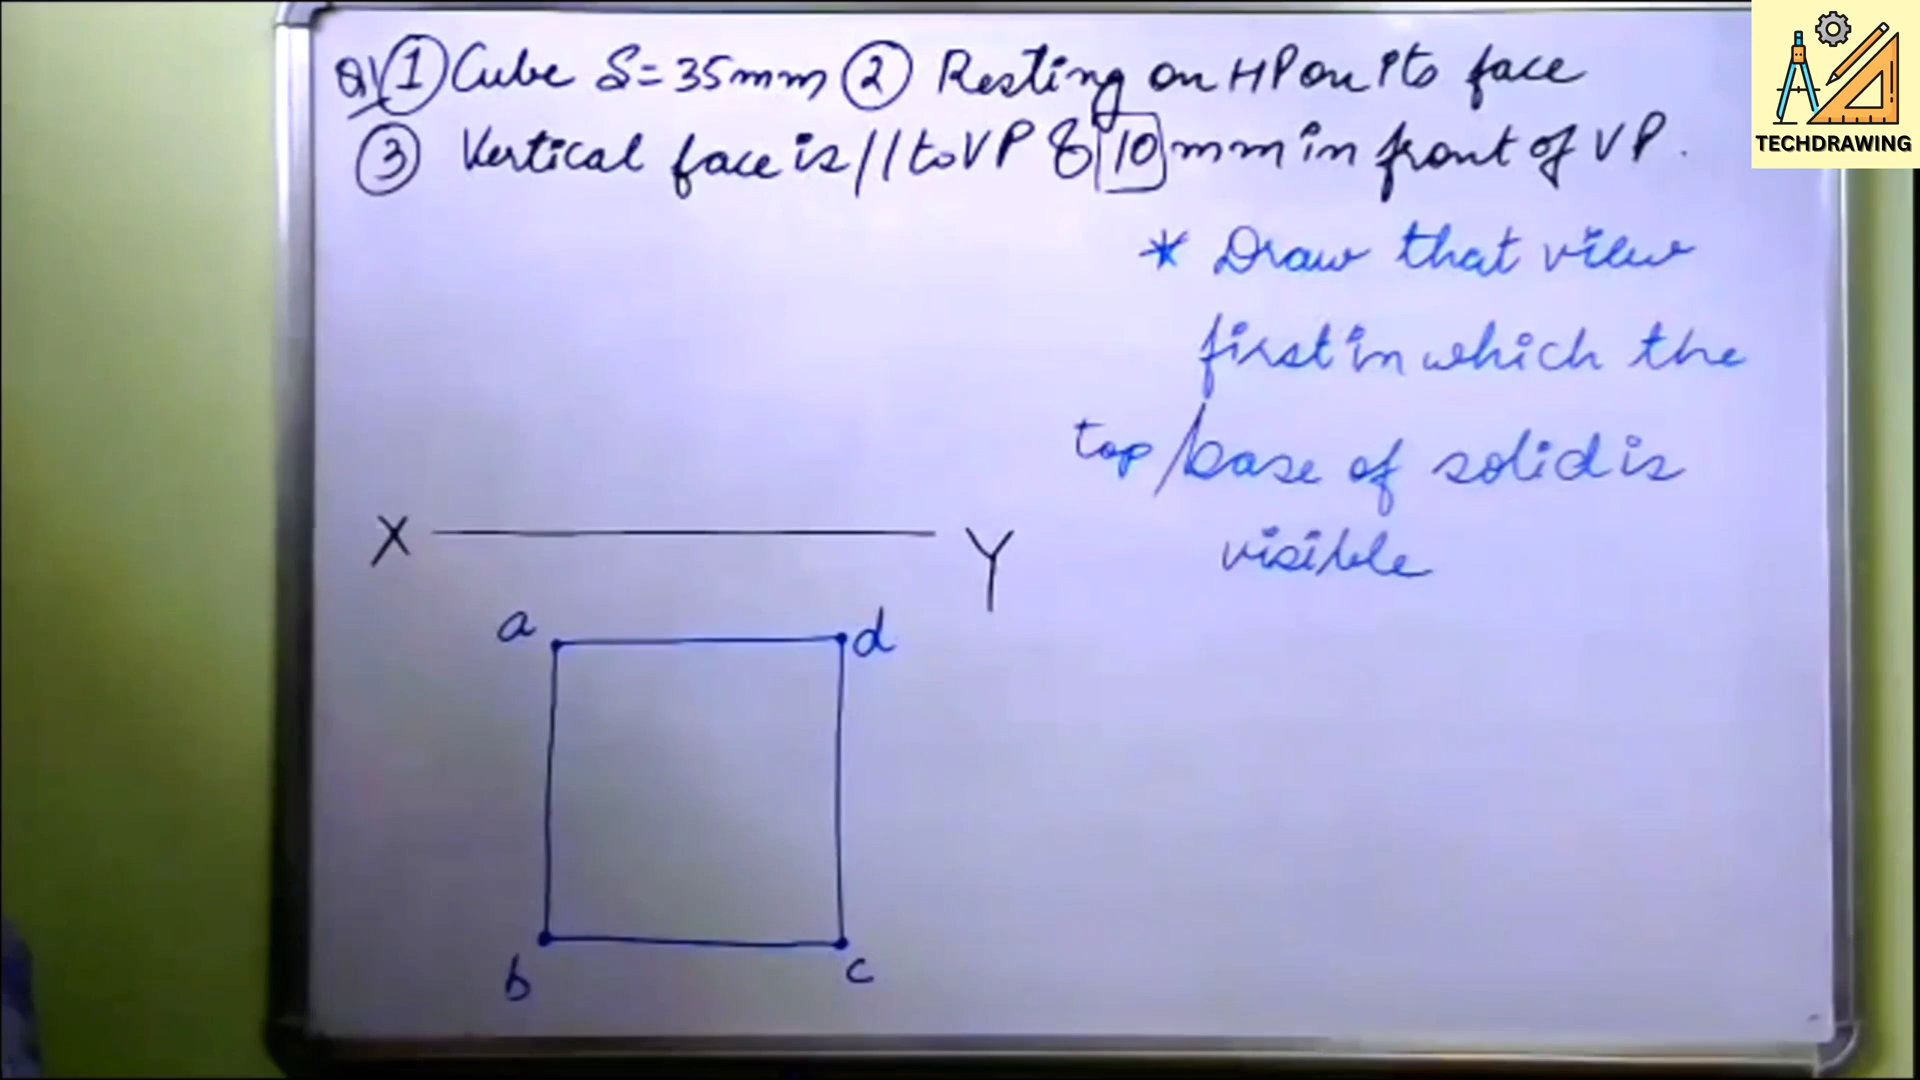 Q1) 1 Cube S=35mm 2 Resting on HP on its face
3 Vertical face is // to VP & 10 mm in front of VP.
TECHDRAWING
* Draw that view
first in which the
top/base of solid is
visible
X Y
a d
b c